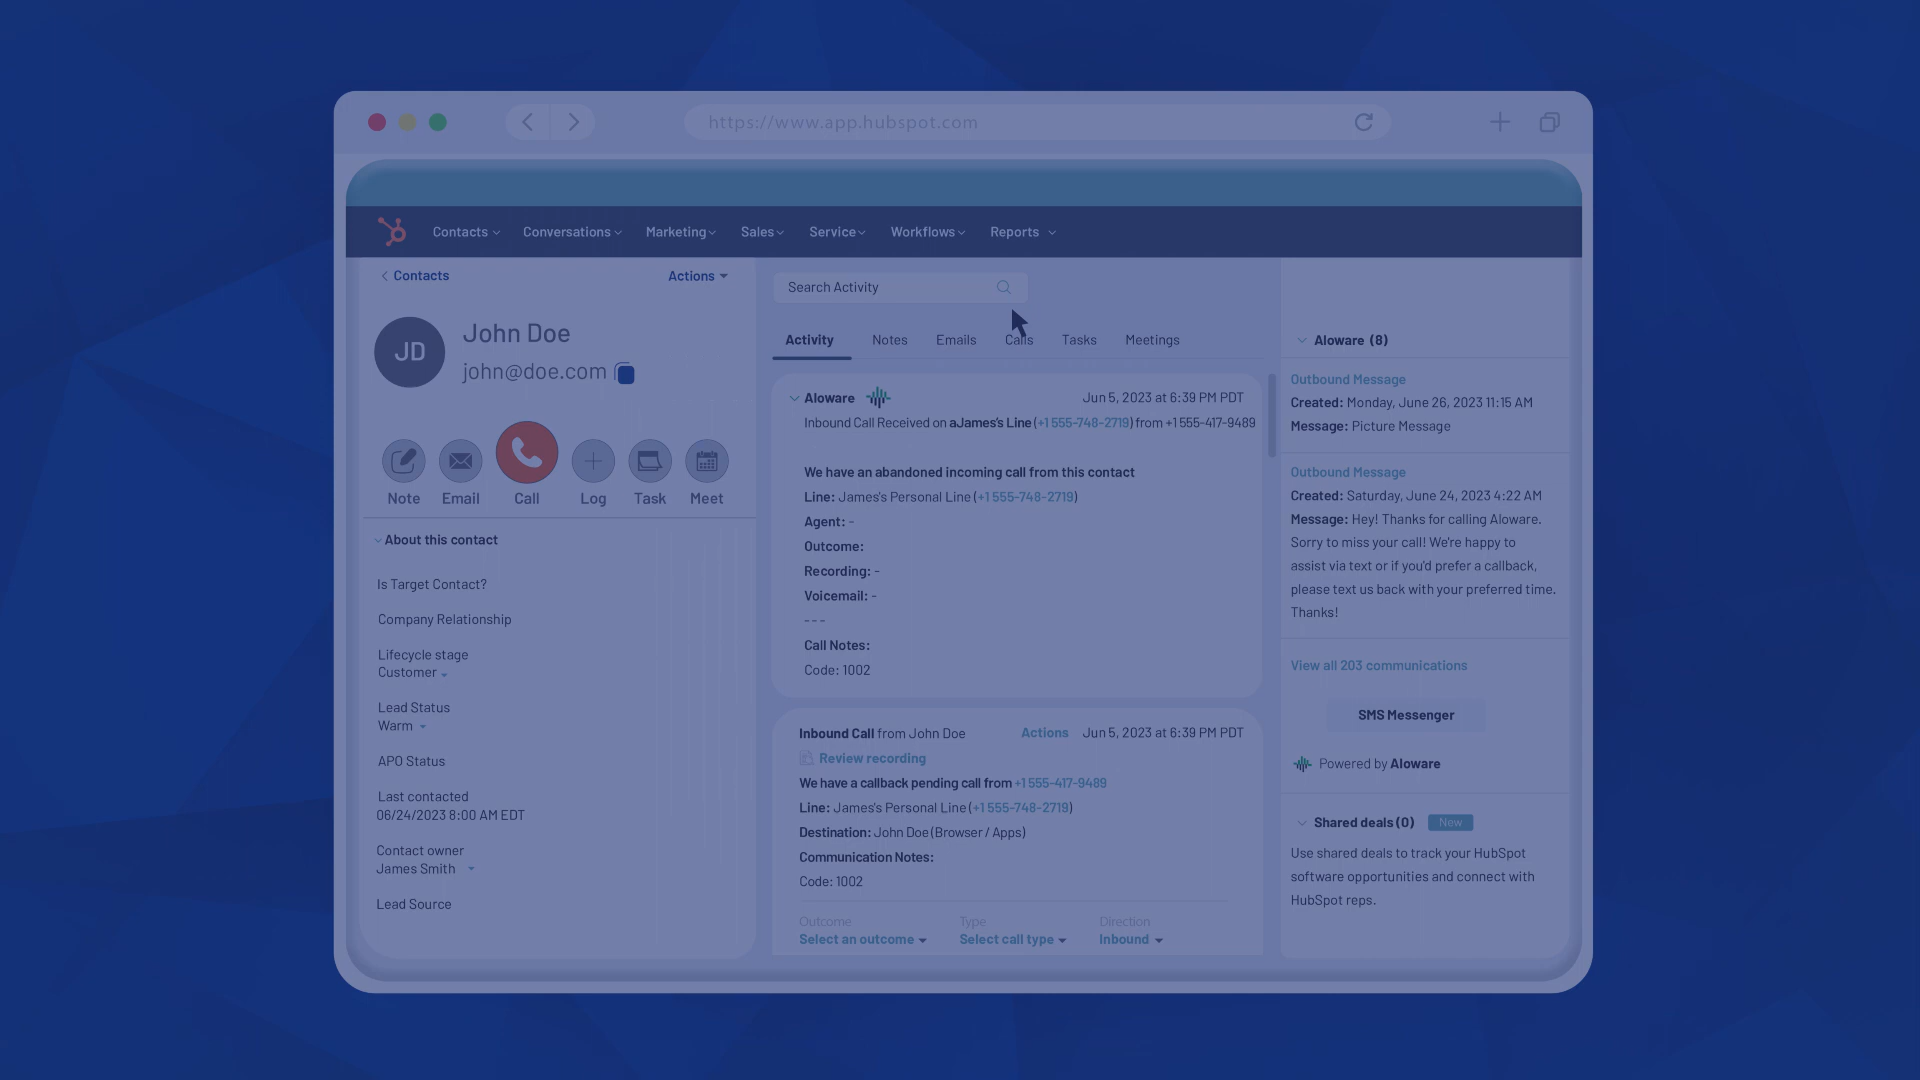 https://www.app.hubspot.com
Contacts Conversations Marketing Sales Service Workflows Reports
Contacts
Actions
JD
John Doe
john@doe.com
Note Email Call Log Task Meet
About this contact
Is Target Contact?
Company Relationship
Lifecycle stage
Customer
Lead Status
Warm
APO Status
Last contacted
06/24/2023 8:00 AM EDT
Contact owner
James Smith
Lead Source
Search Activity
Activity Notes Emails Calls Tasks Meetings
Aloware Jun 5, 2023 at 6:39 PM PDT
Inbound Call Received on aJames's Line (+1 555-748-2719) from +1 555-417-9489
We have an abandoned incoming call from this contact
Line: James's Personal Line (+1 555-748-2719)
Agent: -
Outcome:
Recording: -
Voicemail: -
---
Call Notes:
Code: 1002
Inbound Call from John Doe Actions Jun 5, 2023 at 6:39 PM PDT
Review recording
We have a callback pending call from +1 555-417-9489
Line: James's Personal Line (+1 555-748-2719)
Destination: John Doe (Browser / Apps)
Communication Notes:
Code: 1002
Outcome Type Direction
Select an outcome Select call type Inbound
Aloware (8)
Outbound Message
Created: Monday, June 26, 2023 11:15 AM
Message: Picture Message
Outbound Message
Created: Saturday, June 24, 2023 4:22 AM
Message: Hey! Thanks for calling Aloware.
Sorry to miss your call! We're happy to
assist via text or if you'd prefer a callback,
please text us back with your preferred time.
Thanks!
View all 203 communications
SMS Messenger
Powered by Aloware
Shared deals (0) New
Use shared deals to track your HubSpot
software opportunities and connect with
HubSpot reps.